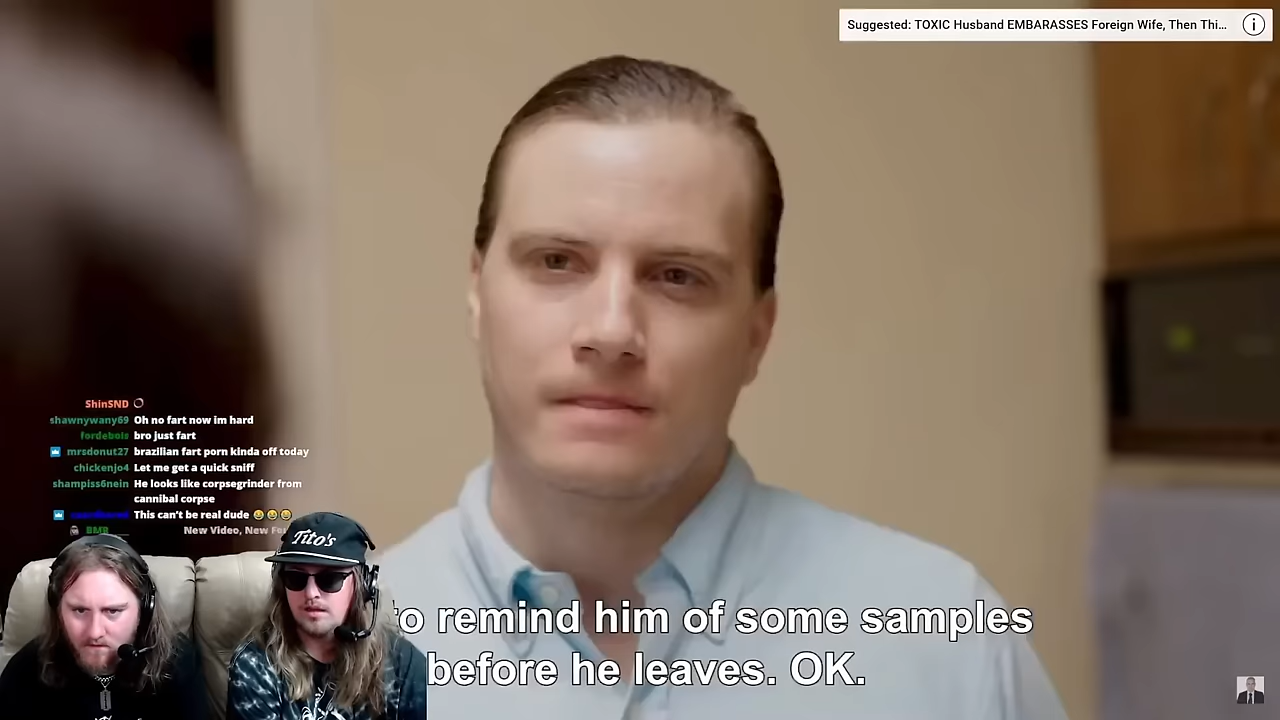 Suggested: TOXIC Husband EMBARASSES Foreign Wife, Then Thi...
ShinSND
shawnywany69 Oh no fart now im hard
fordebois bro just fart
mrsdonut27 brazilian fart porn kinda off today
chickenjo4 Let me get a quick sniff
shampiss6nein He looks like corpsegrinder from
cannibal corpse
This can't be real dude 😂😂😂
BMR New Video, New
Tito's
to remind him of some samples
before he leaves. OK.